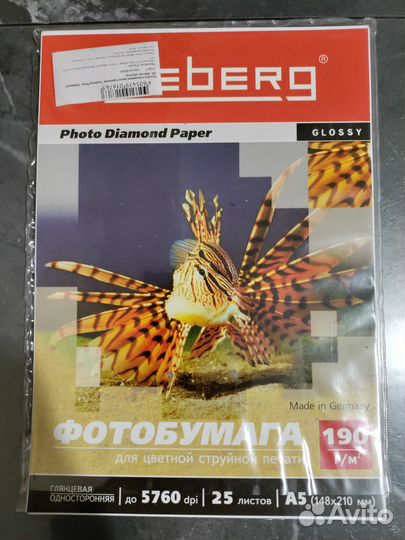 eberg®
Photo Diamond Paper
GLOSSY
Made in Germany
ФОТОБУМАГА
190
г/м²
для цветной струйной печати
ГЛЯНЦЕВАЯ
ОДНОСТОРОННЯЯ
до 5760 dpi
25 листов
A5 (148x210 мм)
Avito